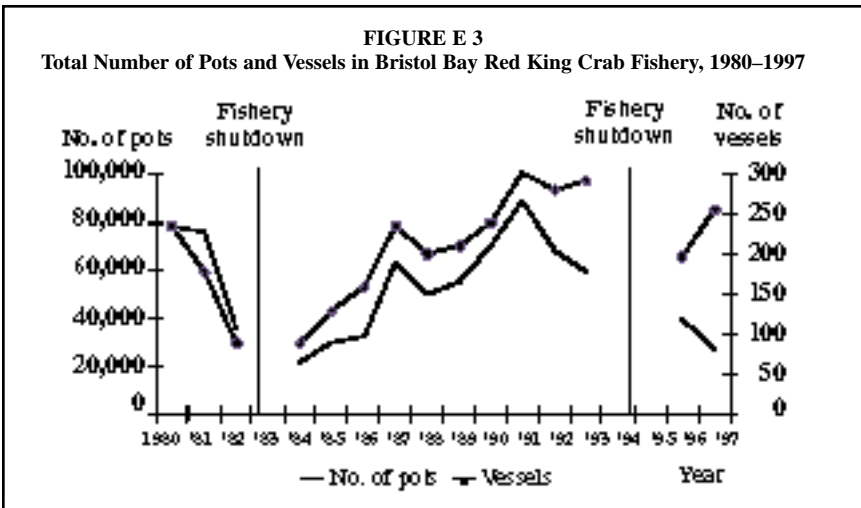 FIGURE E 3
Total Number of Pots and Vessels in Bristol Bay Red King Crab Fishery, 1980–1997
Fishery
shutdown
Fishery
shutdown
No. of pots
No. of
vessels
100,000
80,000
60,000
40,000
20,000
0
300
250
200
150
100
50
0
1980 '81 '82 '83 '84 '85 '86 '87 '88 '89 '90 '91 '92 '93 '94 '95 '96 '97
No. of pots Vessels
Year